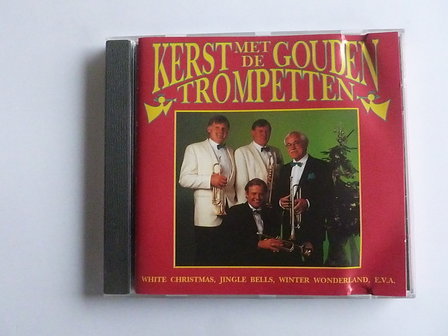 KERST MET DE GOUDEN
TROMPETTEN
WHITE CHRISTMAS, JINGLE BELLS, WINTER WONDERLAND, E.V.A.